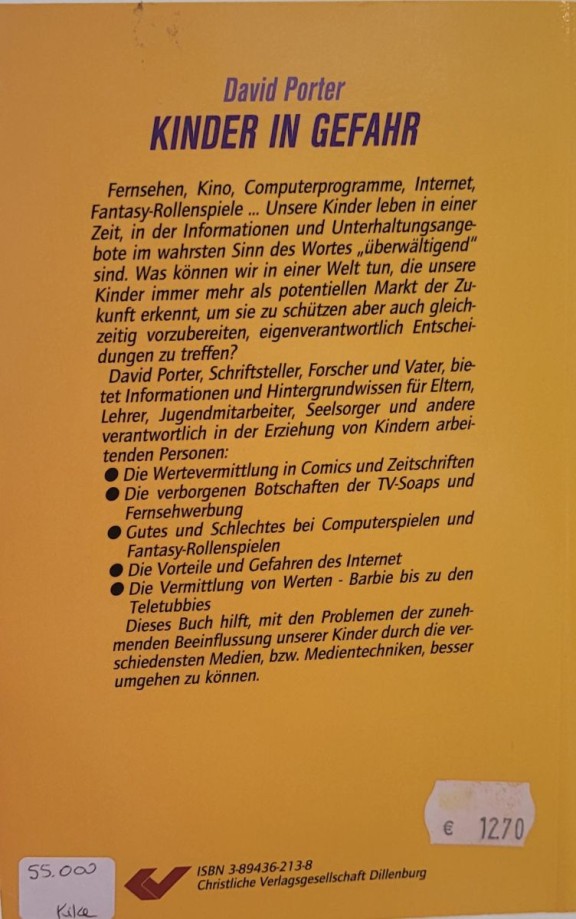 David Porter
KINDER IN GEFAHR
Fernsehen, Kino, Computerprogramme, Internet,
Fantasy-Rollenspiele ... Unsere Kinder leben in einer
Zeit, in der Informationen und Unterhaltungsange-
bote im wahrsten Sinn des Wortes „überwältigend"
sind. Was können wir in einer Welt tun, die unsere
Kinder immer mehr als potentiellen Markt der Zu-
kunft erkennt, um sie zu schützen aber auch gleich-
zeitig vorzubereiten, eigenverantwortlich Entschei-
dungen zu treffen?
David Porter, Schriftsteller, Forscher und Vater, bie-
tet Informationen und Hintergrundwissen für Eltern,
Lehrer, Jugendmitarbeiter, Seelsorger und andere
verantwortlich in der Erziehung von Kindern arbei-
tenden Personen:
● Die Wertevermittlung in Comics und Zeitschriften
● Die verborgenen Botschaften der TV-Soaps und
Fernsehwerbung
● Gutes und Schlechtes bei Computerspielen und
Fantasy-Rollenspielen
● Die Vorteile und Gefahren des Internet
● Die Vermittlung von Werten - Barbie bis zu den
Teletubbies
Dieses Buch hilft, mit den Problemen der zuneh-
menden Beeinflussung unserer Kinder durch die ver-
schiedensten Medien, bzw. Medientechniken, besser
umgehen zu können.
€ 12.70
55.000
Kike
ISBN 3-89436-213-8
Christliche Verlagsgesellschaft Dillenburg